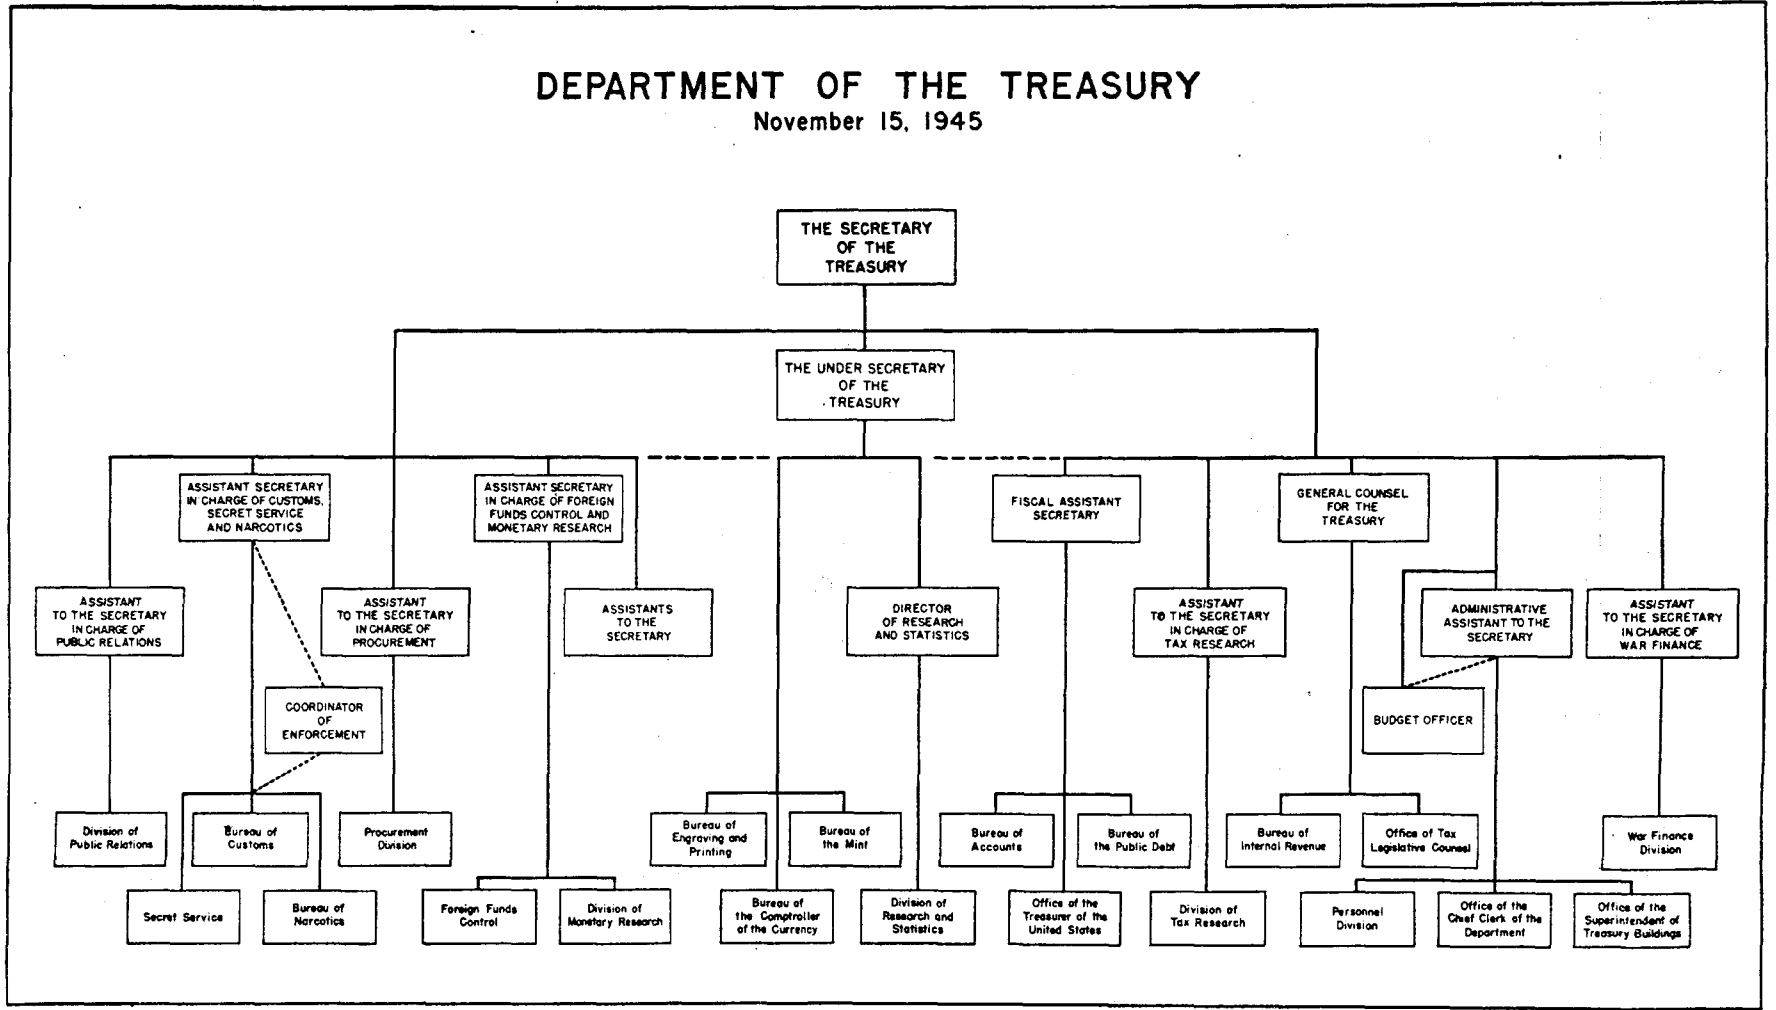 DEPARTMENT OF THE TREASURY
November 15, 1945
THE SECRETARY
OF THE
TREASURY
THE UNDER SECRETARY
OF THE
TREASURY
ASSISTANT SECRETARY
IN CHARGE OF CUSTOMS,
SECRET SERVICE
AND NARCOTICS
ASSISTANT SECRETARY
IN CHARGE OF FOREIGN
FUNDS CONTROL AND
MONETARY RESEARCH
FISCAL ASSISTANT
SECRETARY
GENERAL COUNSEL
FOR THE
TREASURY
ASSISTANT
TO THE SECRETARY
IN CHARGE OF
PUBLIC RELATIONS
ASSISTANT
TO THE SECRETARY
IN CHARGE OF
PROCUREMENT
ASSISTANTS
TO THE
SECRETARY
DIRECTOR
OF RESEARCH
AND STATISTICS
ASSISTANT
TO THE SECRETARY
IN CHARGE OF
TAX RESEARCH
ADMINISTRATIVE
ASSISTANT TO THE
SECRETARY
ASSISTANT
TO THE SECRETARY
IN CHARGE OF
WAR FINANCE
COORDINATOR
OF
ENFORCEMENT
BUDGET OFFICER
Division of
Public Relations
Bureau of
Customs
Procurement
Division
Bureau of
Engraving and
Printing
Bureau of
the Mint
Bureau of
Accounts
Bureau of
the Public Debt
Bureau of
Internal Revenue
Office of Tax
Legislative Counsel
War Finance
Division
Secret Service
Bureau of
Narcotics
Foreign Funds
Control
Division of
Monetary Research
Bureau of
the Comptroller
of the Currency
Division of
Research and
Statistics
Office of the
Treasurer of the
United States
Division of
Tax Research
Personnel
Division
Office of the
Chief Clerk of the
Department
Office of the
Superintendent of
Treasury Buildings